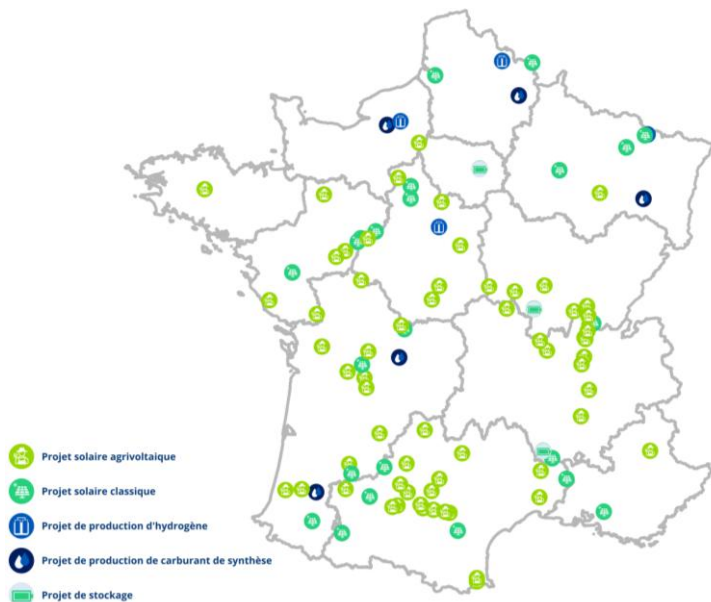 Projet solaire agrivoltaique
Projet solaire classique
Projet de production d'hydrogène
Projet de production de carburant de synthèse
Projet de stockage